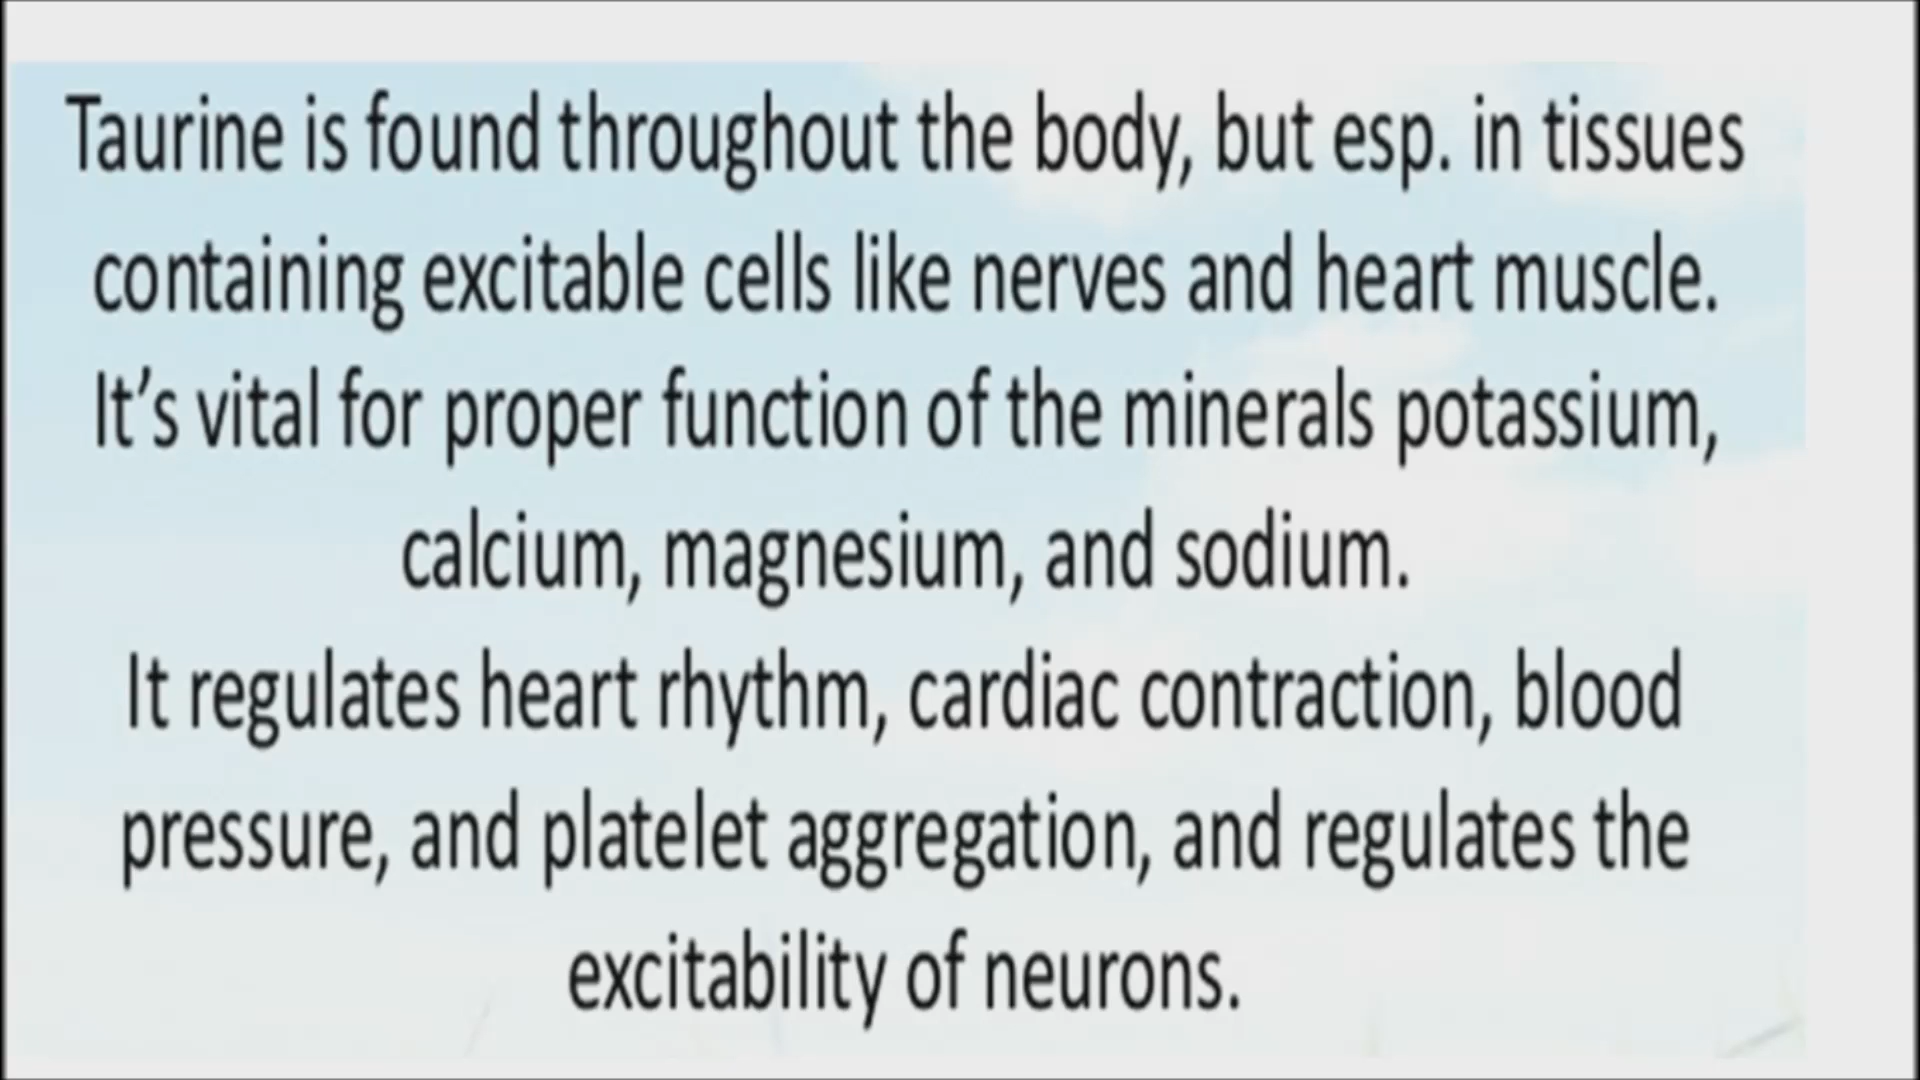 Taurine is found throughout the body, but esp. in tissues
containing excitable cells like nerves and heart muscle.
It’s vital for proper function of the minerals potassium,
calcium, magnesium, and sodium.
It regulates heart rhythm, cardiac contraction, blood
pressure, and platelet aggregation, and regulates the
excitability of neurons.